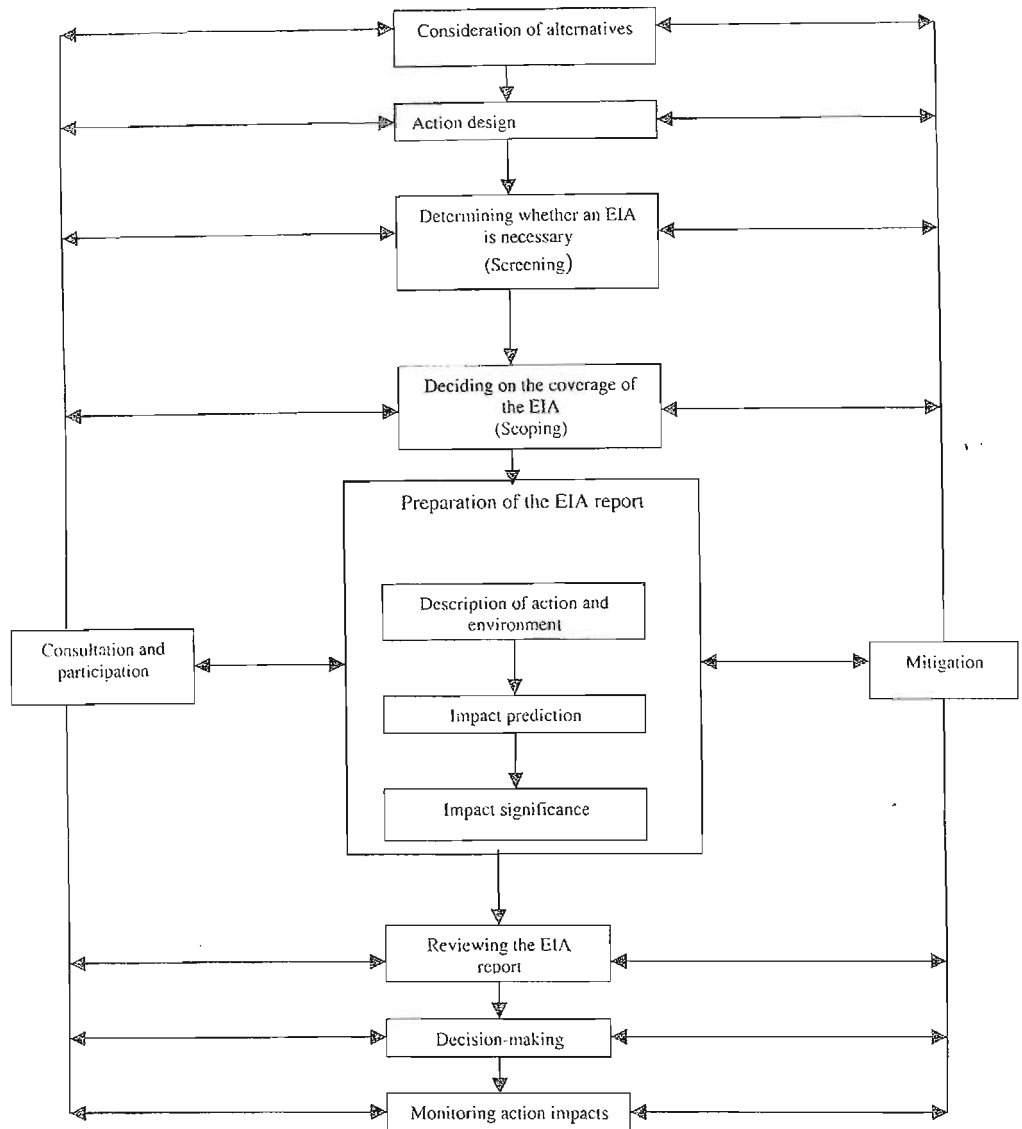 Consideration of alternatives
Action design
Determining whether an EIA
is necessary
(Screening)
Deciding on the coverage of
the EIA
(Scoping)
Preparation of the EIA report
Description of action and
environment
Consultation and
participation
Mitigation
Impact prediction
Impact significance
Reviewing the EIA
report
Decision-making
Monitoring action impacts